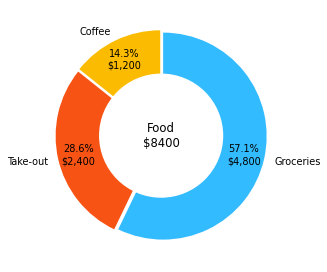 Coffee
14.3%
$1,200
Food
$8400
28.6%
$2,400
Take-out
57.1%
$4,800
Groceries